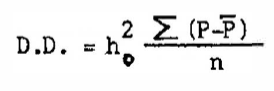 D.D. = h₀² Σ (P-P̅) / n